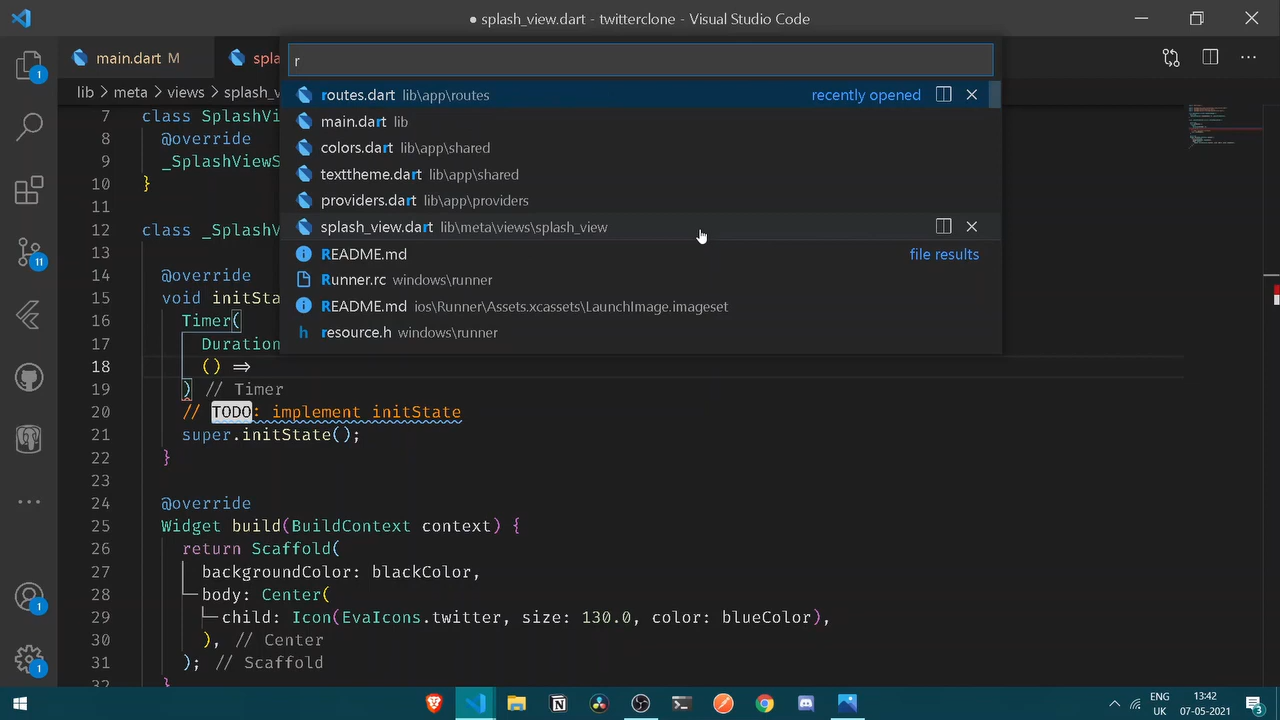 ● splash_view.dart - twitterclone - Visual Studio Code
main.dart M
spla
r
lib > meta > views > splash_v
routes.dart lib\app\routes recently opened
main.dart lib
colors.dart lib\app\shared
texttheme.dart lib\app\shared
providers.dart lib\app\providers
splash_view.dart lib\meta\views\splash_view
README.md file results
Runner.rc windows\runner
README.md ios\Runner\Assets.xcassets\LaunchImage.imageset
resource.h windows\runner
7 class SplashVi
8 @override
9 _SplashViewS
10 }
11
12 class _SplashV
13
14 @override
15 void initSta
16 Timer(
17 Duration
18 () =>
19 ) // Timer
20 // TODO: implement initState
21 super.initState();
22 }
23
24 @override
25 Widget build(BuildContext context) {
26 return Scaffold(
27 backgroundColor: blackColor,
28 body: Center(
29 child: Icon(EvaIcons.twitter, size: 130.0, color: blueColor),
30 ), // Center
31 ); // Scaffold
32 }
1
11
1
1
ENG
UK
13:42
07-05-2021
3